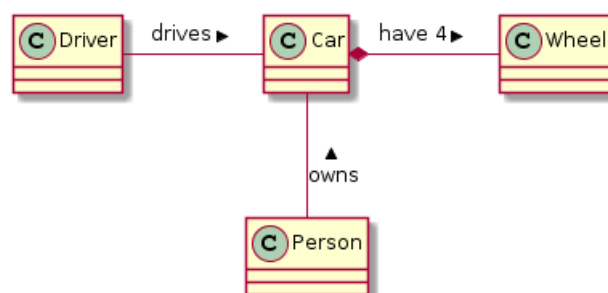 C Driver
drives ▶
C Car
have 4▶
C Wheel
▲
owns
C Person